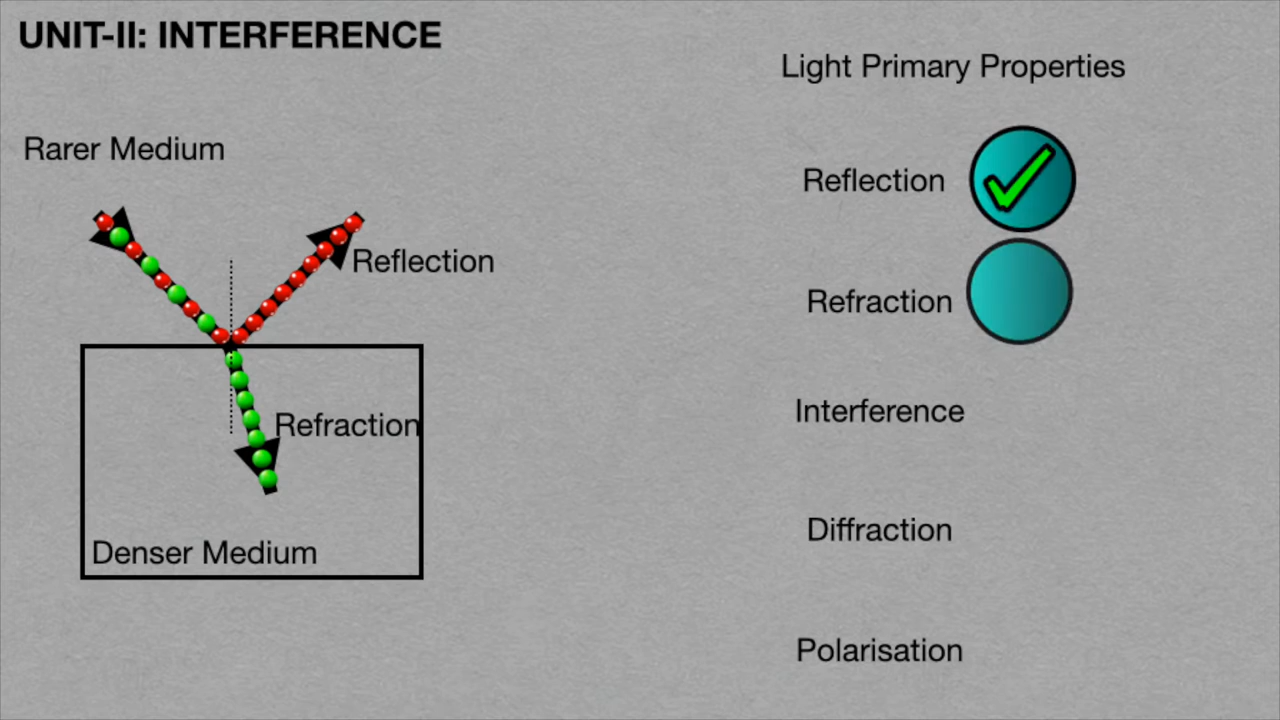 UNIT-II: INTERFERENCE
Light Primary Properties
Rarer Medium
Reflection
Refraction
Denser Medium
Reflection
Refraction
Interference
Diffraction
Polarisation